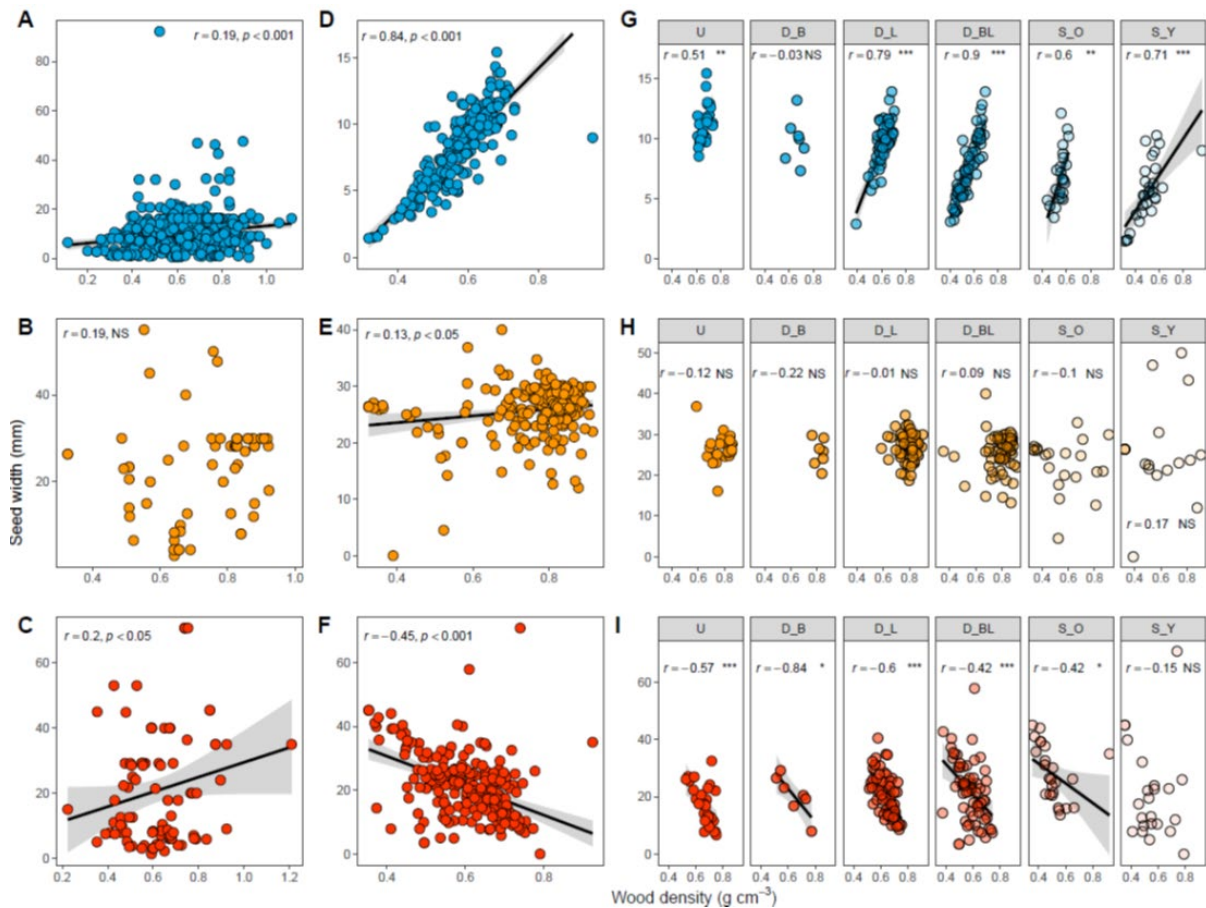 A
r = 0.19, p < 0.001
80
60
40
20
0
0.2 0.4 0.6 0.8 1.0
D
r = 0.84, p < 0.001
15
10
5
0
0.4 0.6 0.8
G
U D_B D_L D_BL S_O S_Y
r = 0.51 ** r = −0.03 NS r = 0.79 *** r = 0.9 *** r = 0.6 ** r = 0.71 ***
15
10
5
0
0.4 0.6 0.8 0.4 0.6 0.8 0.4 0.6 0.8 0.4 0.6 0.8 0.4 0.6 0.8 0.4 0.6 0.8
Seed width (mm)
B
r = 0.19, NS
40
20
0.4 0.6 0.8 1.0
E
r = 0.13, p < 0.05
40
30
20
10
0
0.4 0.6 0.8
H
U D_B D_L D_BL S_O S_Y
r = −0.12 NS r = −0.22 NS r = −0.01 NS r = 0.09 NS r = −0.1 NS
r = 0.17 NS
50
40
30
20
10
0
0.4 0.6 0.8 0.4 0.6 0.8 0.4 0.6 0.8 0.4 0.6 0.8 0.4 0.6 0.8 0.4 0.6 0.8
C
r = 0.2, p < 0.05
60
40
20
0
0.2 0.4 0.6 0.8 1.0 1.2
F
r = −0.45, p < 0.001
60
40
20
0
0.4 0.6 0.8
I
U D_B D_L D_BL S_O S_Y
r = −0.57 *** r = −0.84 * r = −0.6 *** r = −0.42 *** r = −0.42 * r = −0.15 NS
60
40
20
0
0.4 0.6 0.8 0.4 0.6 0.8 0.4 0.6 0.8 0.4 0.6 0.8 0.4 0.6 0.8 0.4 0.6 0.8
Wood density (g cm⁻³)